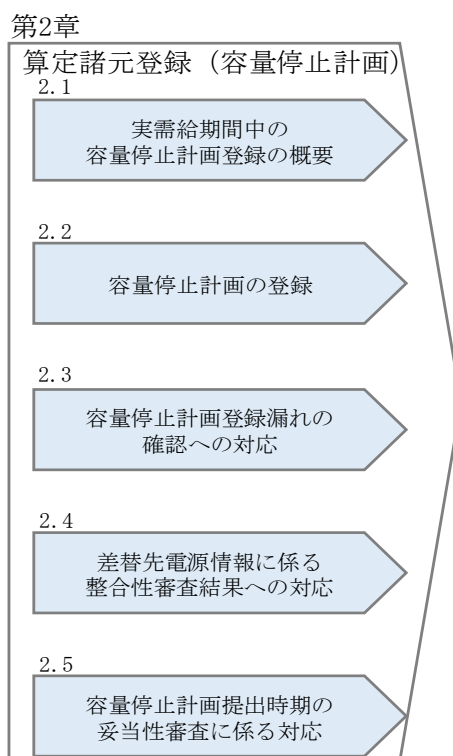 第2章
算定諸元登録（容量停止計画）
2.1
実需給期間中の
容量停止計画登録の概要
2.2
容量停止計画の登録
2.3
容量停止計画登録漏れの
確認への対応
2.4
差替先電源情報に係る
整合性審査結果への対応
2.5
容量停止計画提出時期の
妥当性審査に係る対応